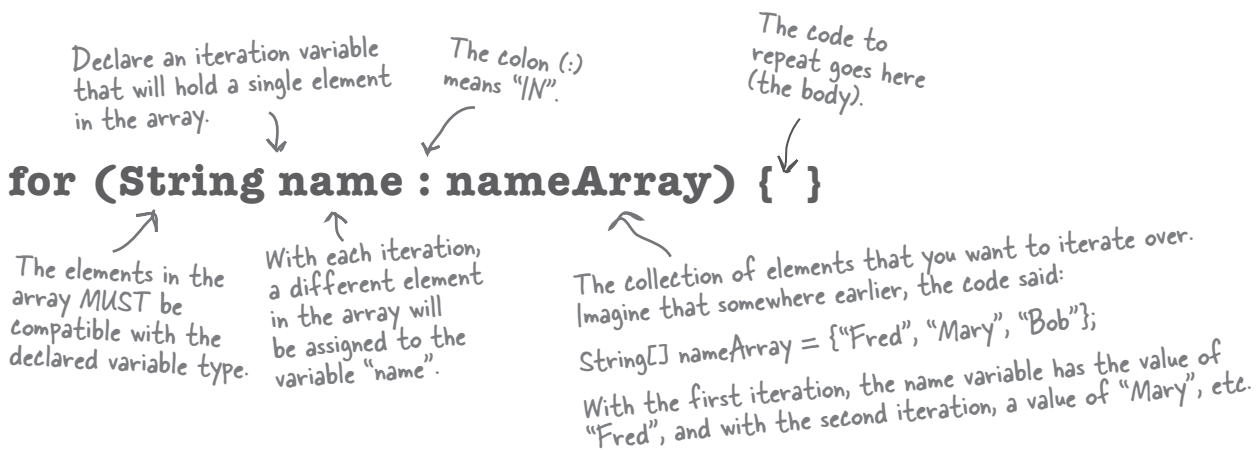 Declare an iteration variable
that will hold a single element
in the array.
The colon (:)
means “IN”.
The code to
repeat goes here
(the body).
for (String name : nameArray) { }
The elements in the
array MUST be
compatible with the
declared variable type.
With each iteration,
a different element
in the array will
be assigned to the
variable “name”.
The collection of elements that you want to iterate over.
Imagine that somewhere earlier, the code said:
String[] nameArray = {“Fred”, “Mary”, “Bob”};
With the first iteration, the name variable has the value of
“Fred”, and with the second iteration, a value of “Mary”, etc.